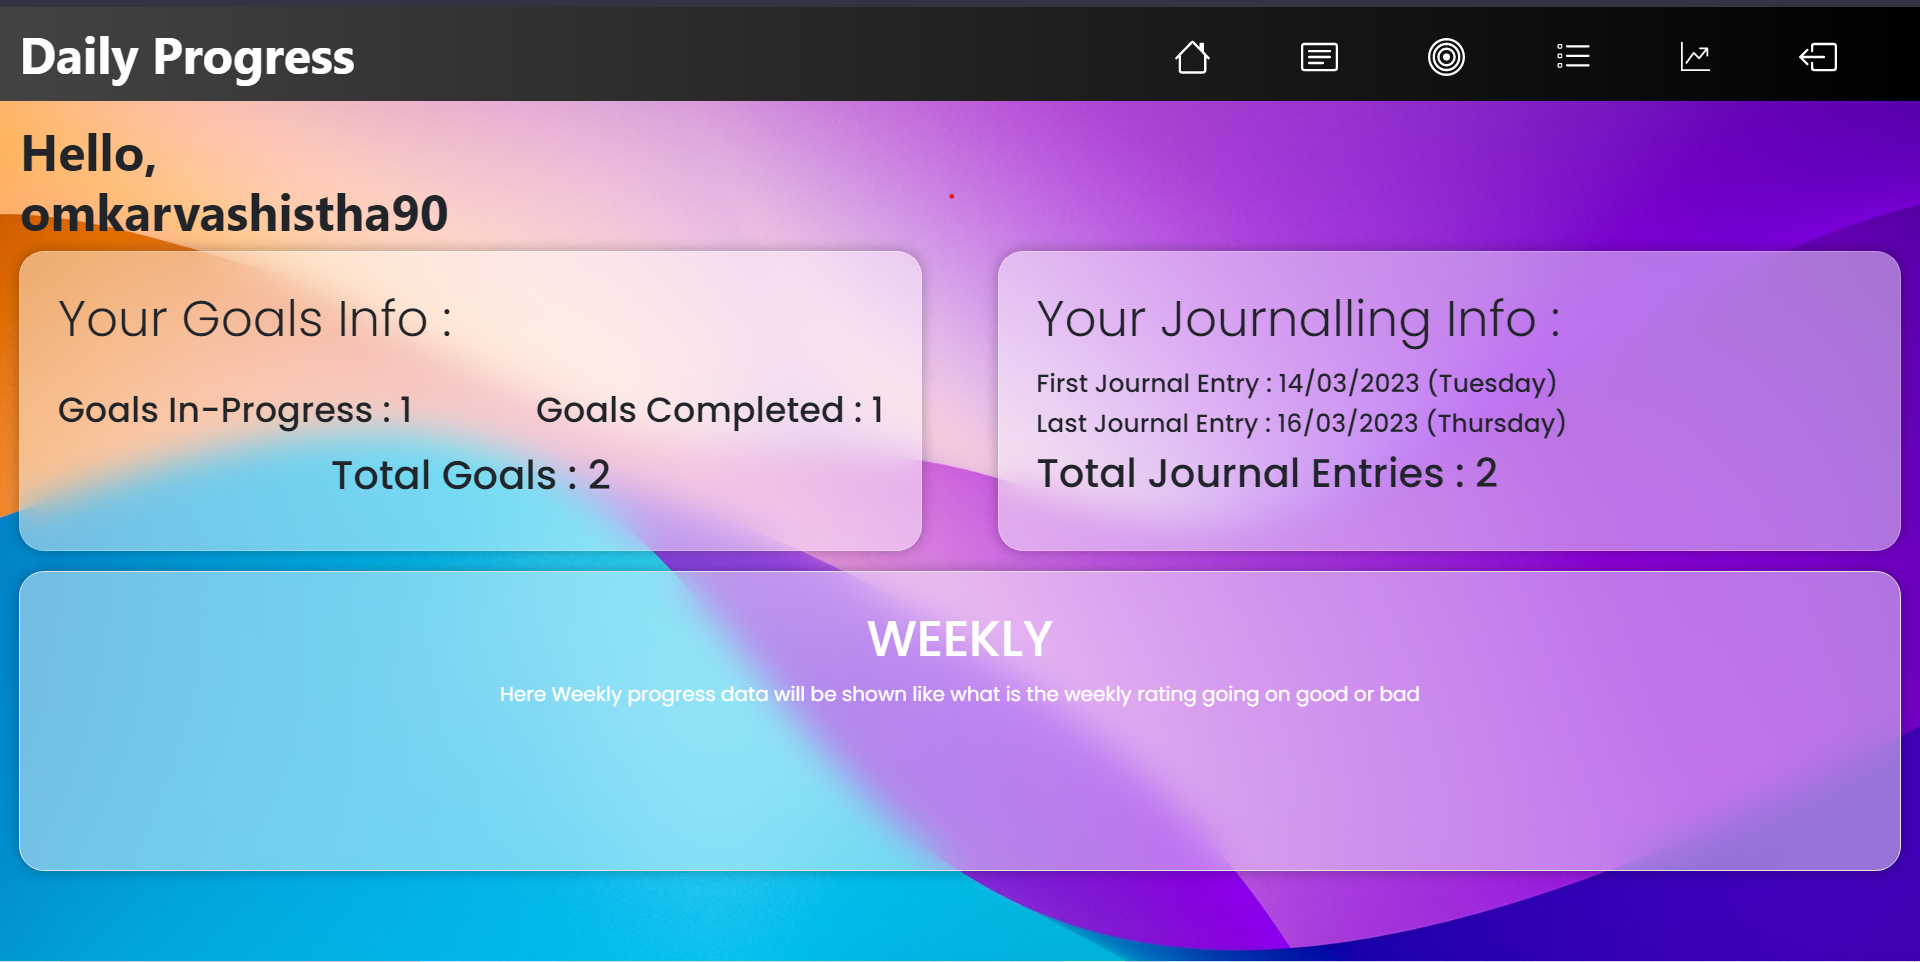 Daily Progress
Hello,
omkarvashistha90
Your Goals Info :
Goals In-Progress : 1
Goals Completed : 1
Total Goals : 2
Your Journalling Info :
First Journal Entry : 14/03/2023 (Tuesday)
Last Journal Entry : 16/03/2023 (Thursday)
Total Journal Entries : 2
WEEKLY
Here Weekly progress data will be shown like what is the weekly rating going on good or bad